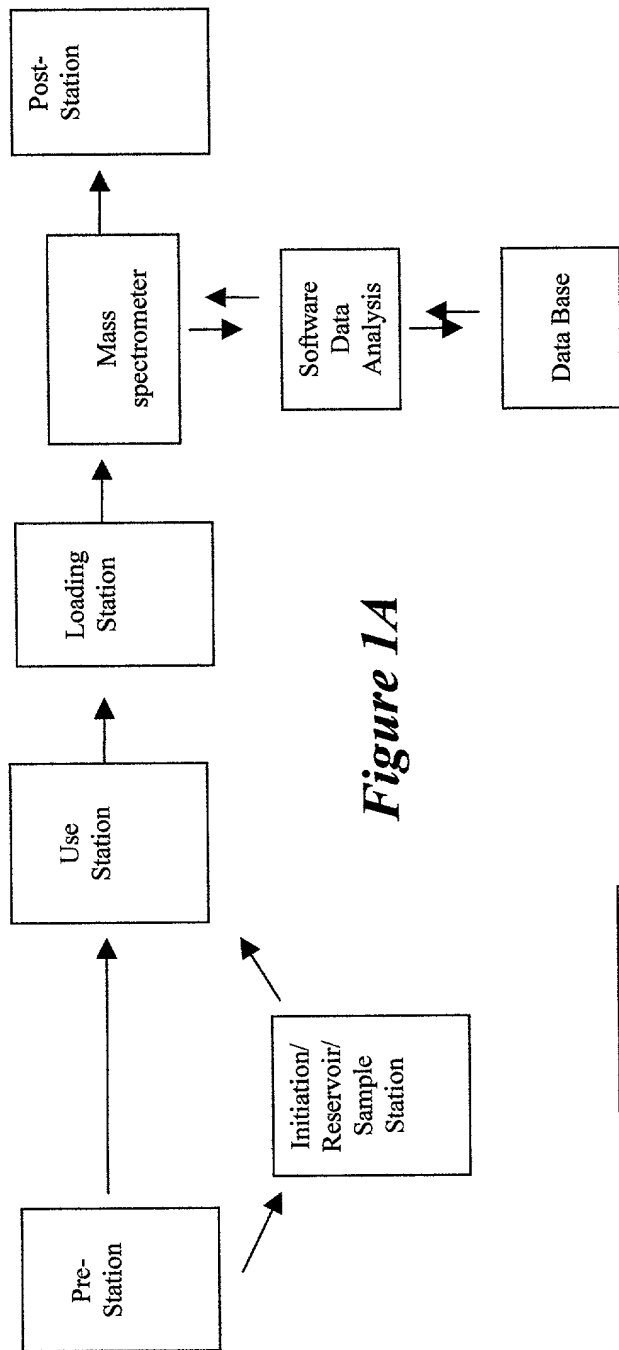 Pre-
Station
Initiation/
Reservoir/
Sample
Station
Use
Station
Loading
Station
Mass
spectrometer
Post-
Station
Software
Data
Analysis
Data Base
Figure 1A